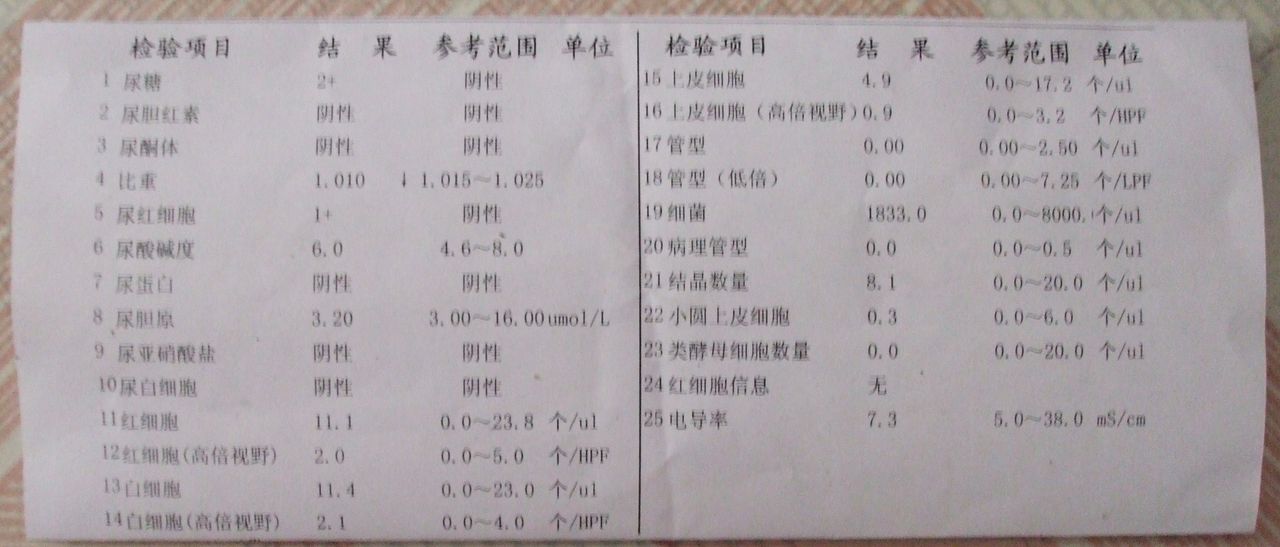 检验项目 结 果 参考范围 单位
1 尿糖 2+ 阴性
2 尿胆红素 阴性 阴性
3 尿酮体 阴性 阴性
4 比重 1.010 ↓ 1.015～1.025
5 尿红细胞 1+ 阴性
6 尿酸碱度 6.0 4.6～8.0
7 尿蛋白 阴性 阴性
8 尿胆原 3.20 3.00～16.00 umol/L
9 尿亚硝酸盐 阴性 阴性
10 尿白细胞 阴性 阴性
11 红细胞 11.1 0.0～23.8 个/ul
12 红细胞(高倍视野) 2.0 0.0～5.0 个/HPF
13 白细胞 11.4 0.0～23.0 个/ul
14 白细胞(高倍视野) 2.1 0.0～4.0 个/HPF
检验项目 结 果 参考范围 单位
15 上皮细胞 4.9 0.0～17.2 个/ul
16 上皮细胞（高倍视野） 0.9 0.0～3.2 个/HPF
17 管型 0.00 0.00～2.50 个/ul
18 管型（低倍） 0.00 0.00～7.25 个/LPF
19 细菌 1833.0 0.0～8000. 个/ul
20 病理管型 0.0 0.0～0.5 个/ul
21 结晶数量 8.1 0.0～20.0 个/ul
22 小圆上皮细胞 0.3 0.0～6.0 个/ul
23 类酵母细胞数量 0.0 0.0～20.0 个/ul
24 红细胞信息 无
25 电导率 7.3 5.0～38.0 mS/cm